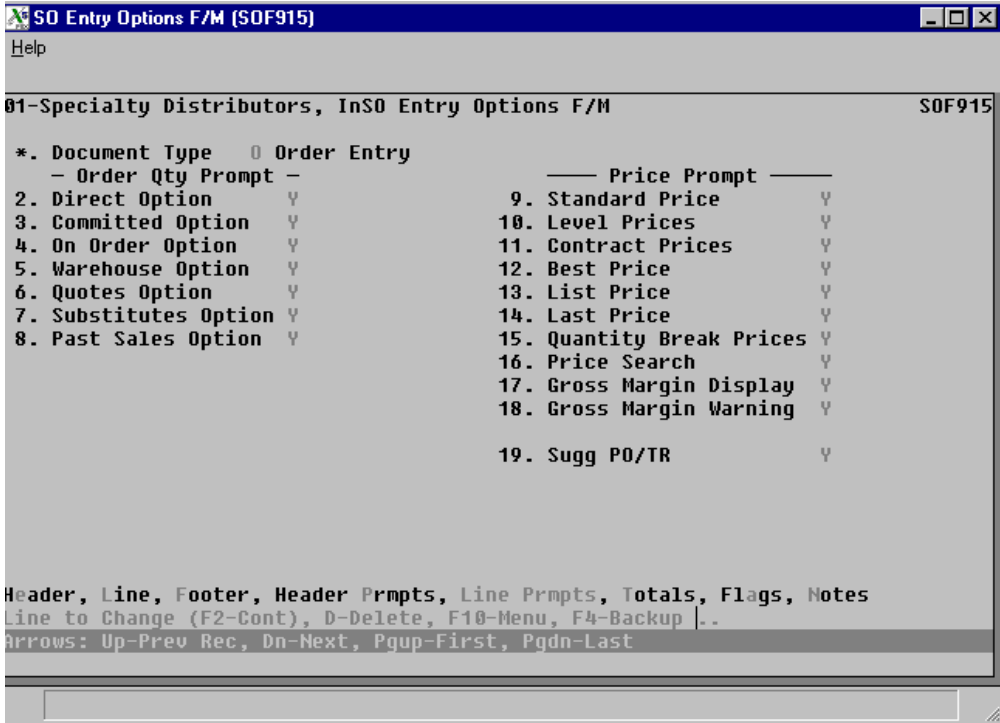 SO Entry Options F/M (SOF915)
Help
01-Specialty Distributors, InSO Entry Options F/M SOF915
*. Document Type O Order Entry
— Order Qty Prompt — —— Price Prompt ——
2. Direct Option Y 9. Standard Price Y
3. Committed Option Y 10. Level Prices Y
4. On Order Option Y 11. Contract Prices Y
5. Warehouse Option Y 12. Best Price Y
6. Quotes Option Y 13. List Price Y
7. Substitutes Option Y 14. Last Price Y
8. Past Sales Option Y 15. Quantity Break Prices Y
16. Price Search Y
17. Gross Margin Display Y
18. Gross Margin Warning Y
19. Sugg PO/TR Y
Header, Line, Footer, Header Prmpts, Line Prmpts, Totals, Flags, Notes
Line to Change (F2-Cont), D-Delete, F10-Menu, F4-Backup ..
Arrows: Up-Prev Rec, Dn-Next, Pgup-First, Pgdn-Last